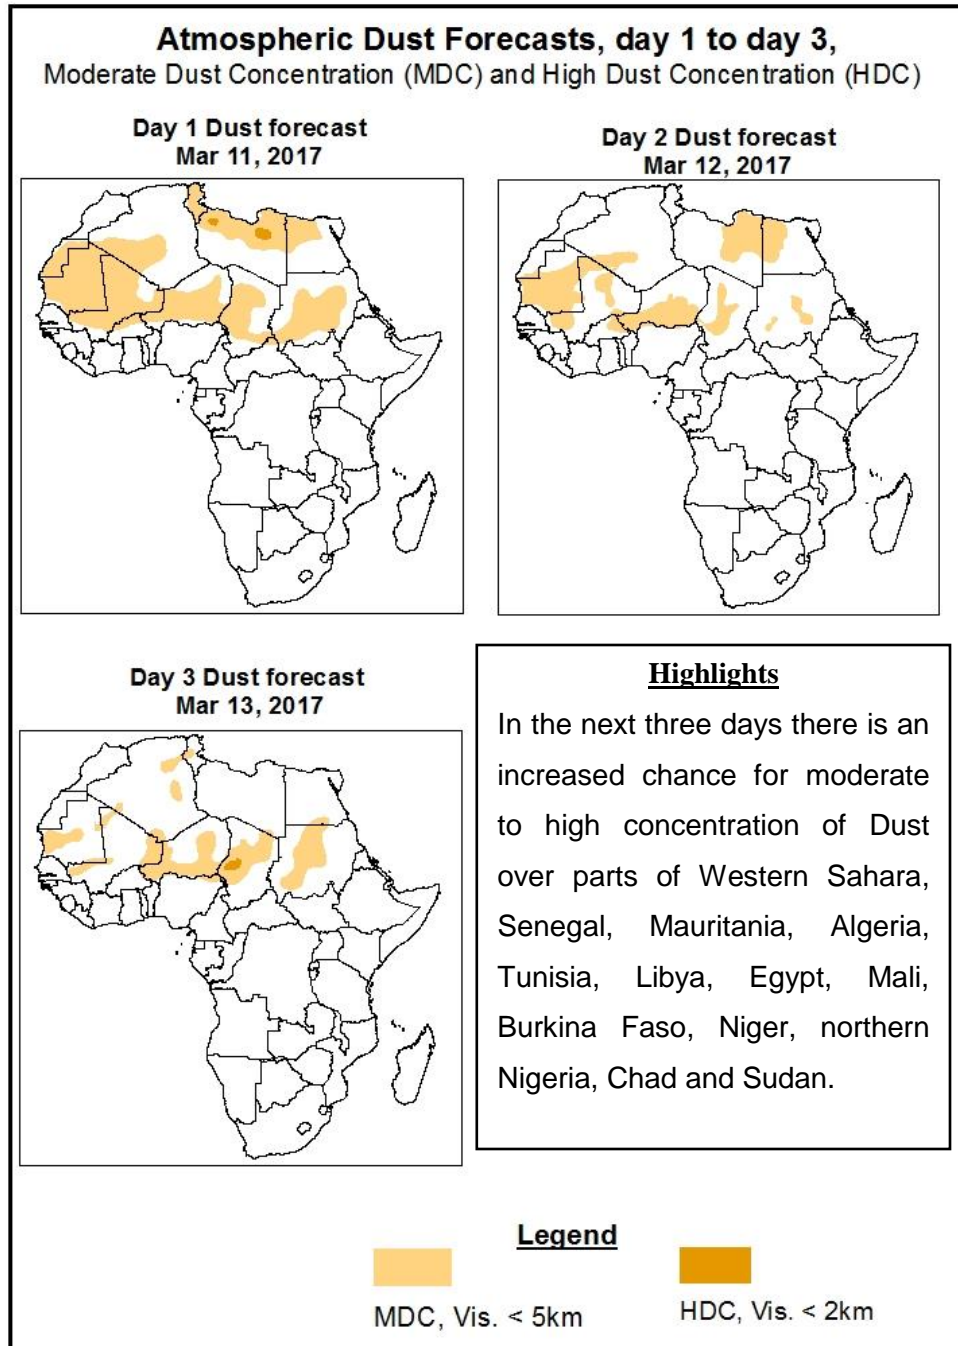 Atmospheric Dust Forecasts, day 1 to day 3,
Moderate Dust Concentration (MDC) and High Dust Concentration (HDC)
Day 1 Dust forecast
Mar 11, 2017
Day 2 Dust forecast
Mar 12, 2017
Day 3 Dust forecast
Mar 13, 2017
Highlights
In the next three days there is an
increased chance for moderate
to high concentration of Dust
over parts of Western Sahara,
Senegal, Mauritania, Algeria,
Tunisia, Libya, Egypt, Mali,
Burkina Faso, Niger, northern
Nigeria, Chad and Sudan.
Legend
MDC, Vis. < 5km
HDC, Vis. < 2km